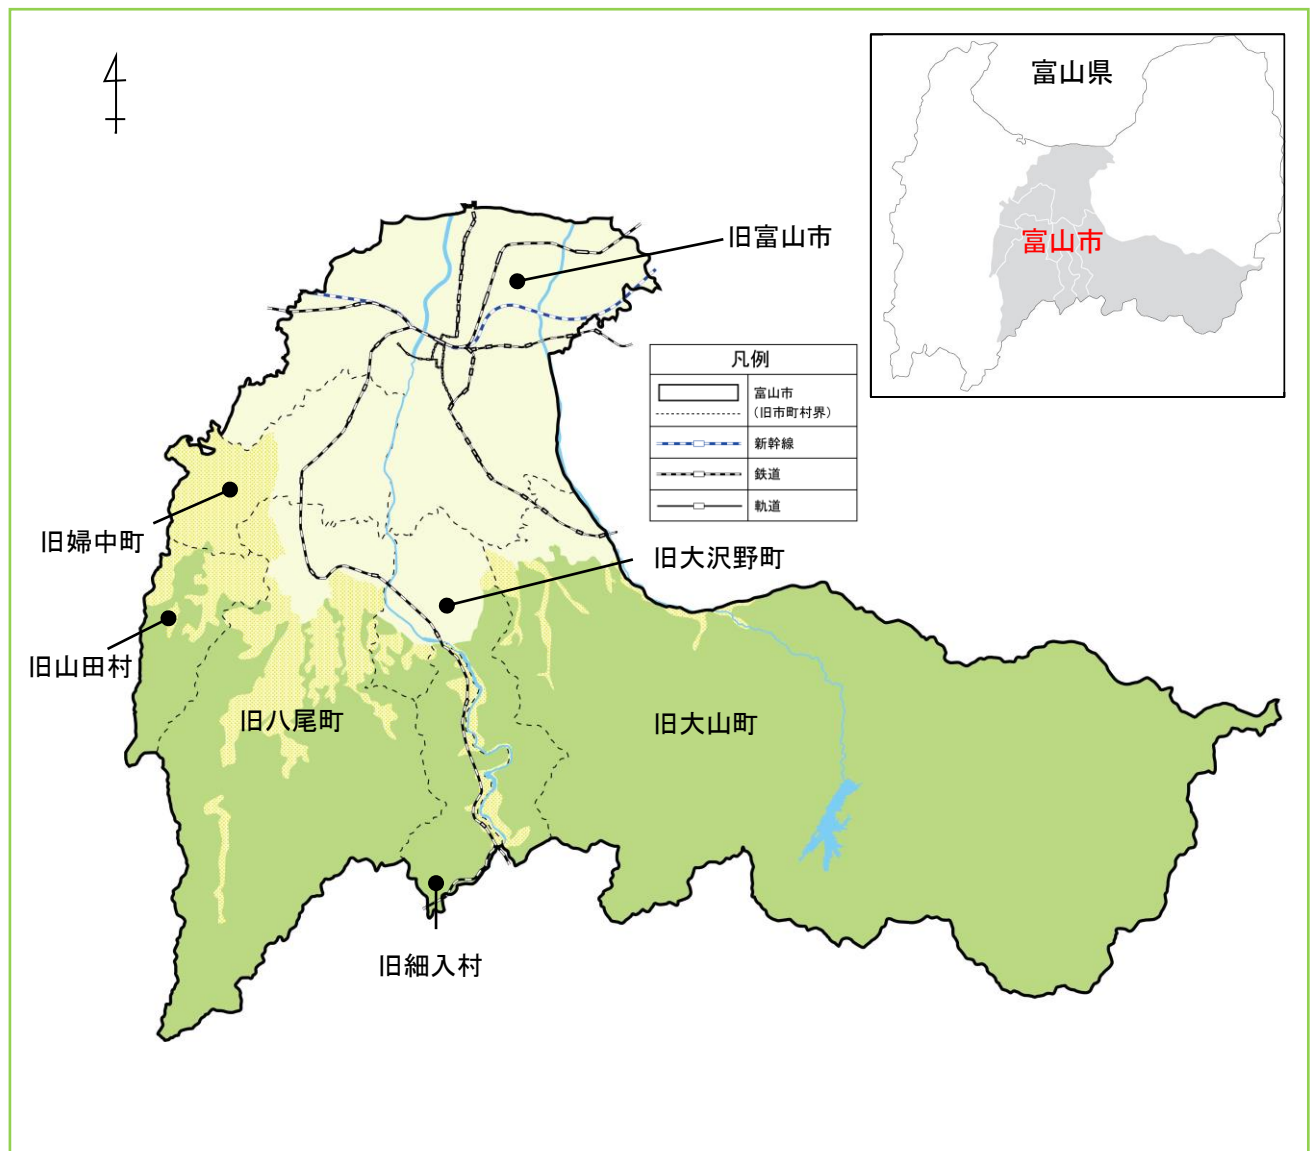 富山県
富山市
旧富山市
凡例
富山市
（旧市町村界）
新幹線
鉄道
軌道
旧婦中町
旧大沢野町
旧山田村
旧八尾町
旧大山町
旧細入村